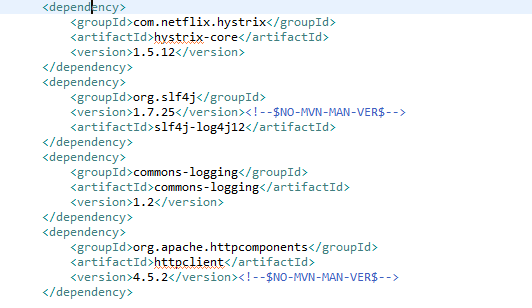 <dependency>
<groupId>com.netflix.hystrix</groupId>
<artifactId>hystrix-core</artifactId>
<version>1.5.12</version>
</dependency>
<dependency>
<groupId>org.slf4j</groupId>
<version>1.7.25</version><!--$NO-MVN-MAN-VER$-->
<artifactId>slf4j-log4j12</artifactId>
</dependency>
<dependency>
<groupId>commons-logging</groupId>
<artifactId>commons-logging</artifactId>
<version>1.2</version>
</dependency>
<dependency>
<groupId>org.apache.httpcomponents</groupId>
<artifactId>httpclient</artifactId>
<version>4.5.2</version><!--$NO-MVN-MAN-VER$-->
</dependency>